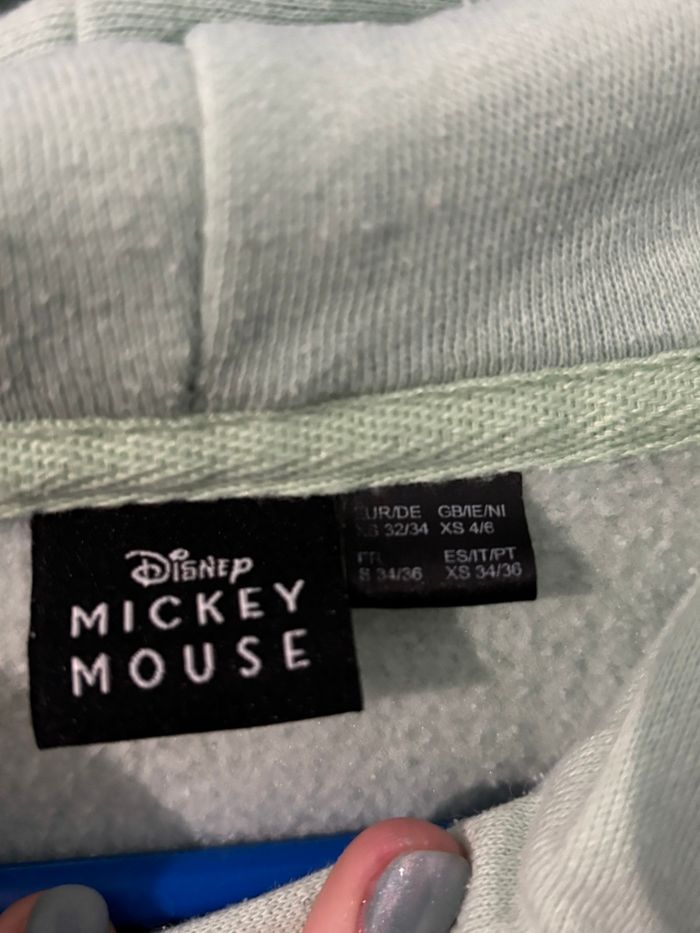 Disney
MICKEY
MOUSE
UR/DE GB/IE/NI
XS 32/34 XS 4/6
FR ES/IT/PT
S 34/36 XS 34/36